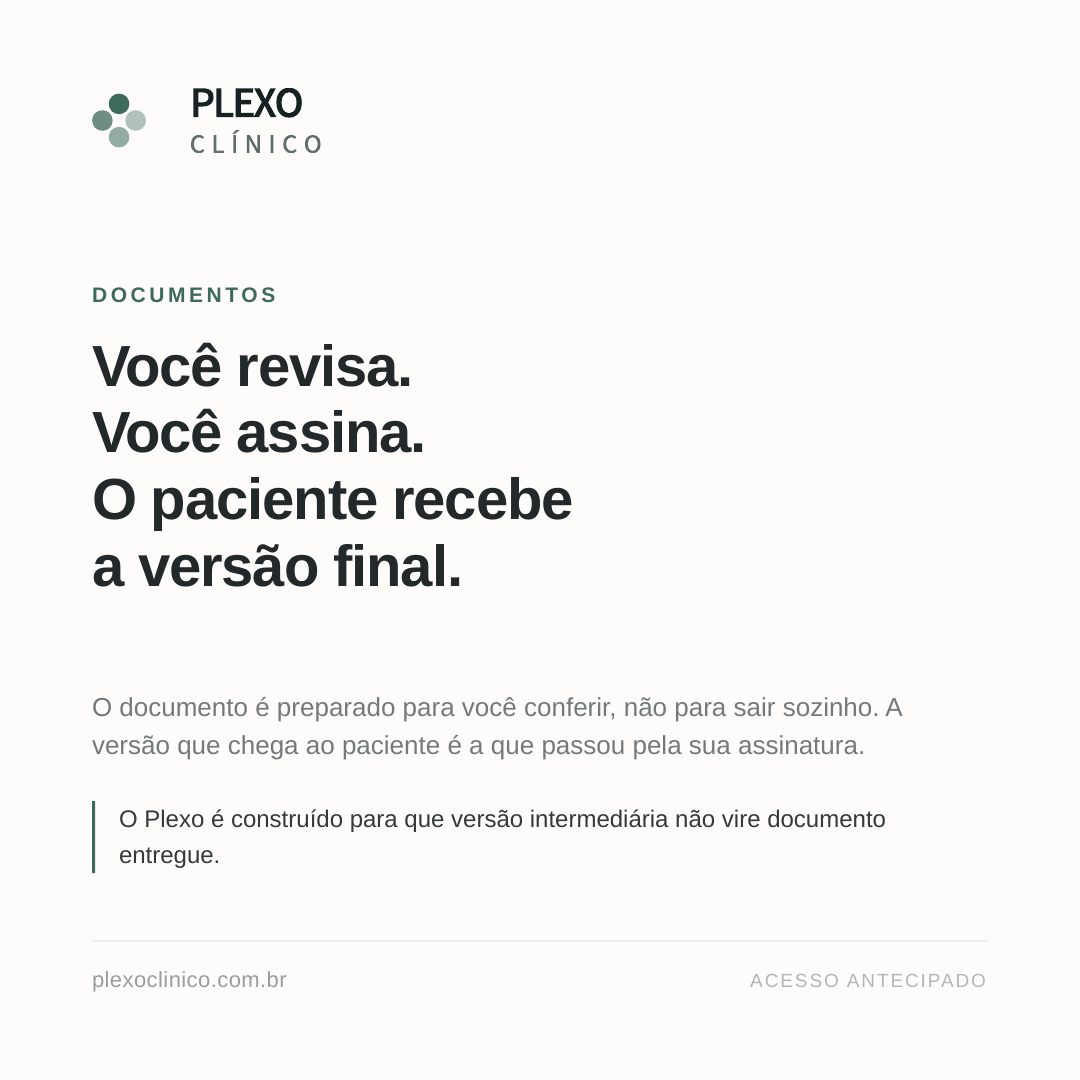 PLEXO
CLÍNICO
DOCUMENTOS
Você revisa.
Você assina.
O paciente recebe
a versão final.
O documento é preparado para você conferir, não para sair sozinho. A
versão que chega ao paciente é a que passou pela sua assinatura.
O Plexo é construído para que versão intermediária não vire documento
entregue.
plexoclinico.com.br
ACESSO ANTECIPADO